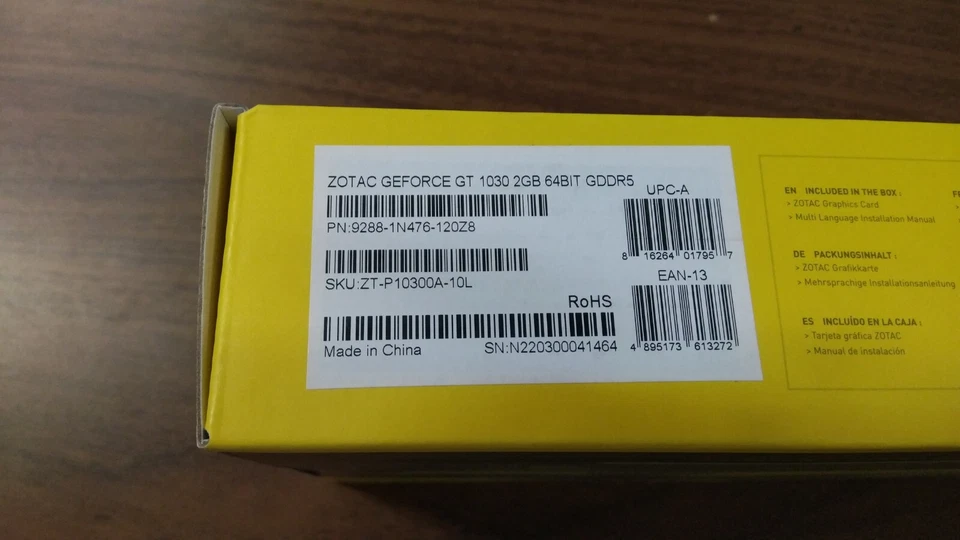 ZOTAC GEFORCE GT 1030 2GB 64BIT GDDR5
PN:9288-1N476-120Z8
SKU:ZT-P10300A-10L
RoHS
Made in China
SN:N220300041464
UPC-A
8 16264 01795 7
EAN-13
4 895173 613272
EN INCLUDED IN THE BOX :
> ZOTAC Graphics Card
> Multi Language Installation Manual
DE PACKUNGSINHALT :
> ZOTAC Grafikkarte
> Mehrsprachige Installationsanleitung
ES INCLUÍDO EN LA CAJA :
> Tarjeta gráfica ZOTAC
> Manual de instalación